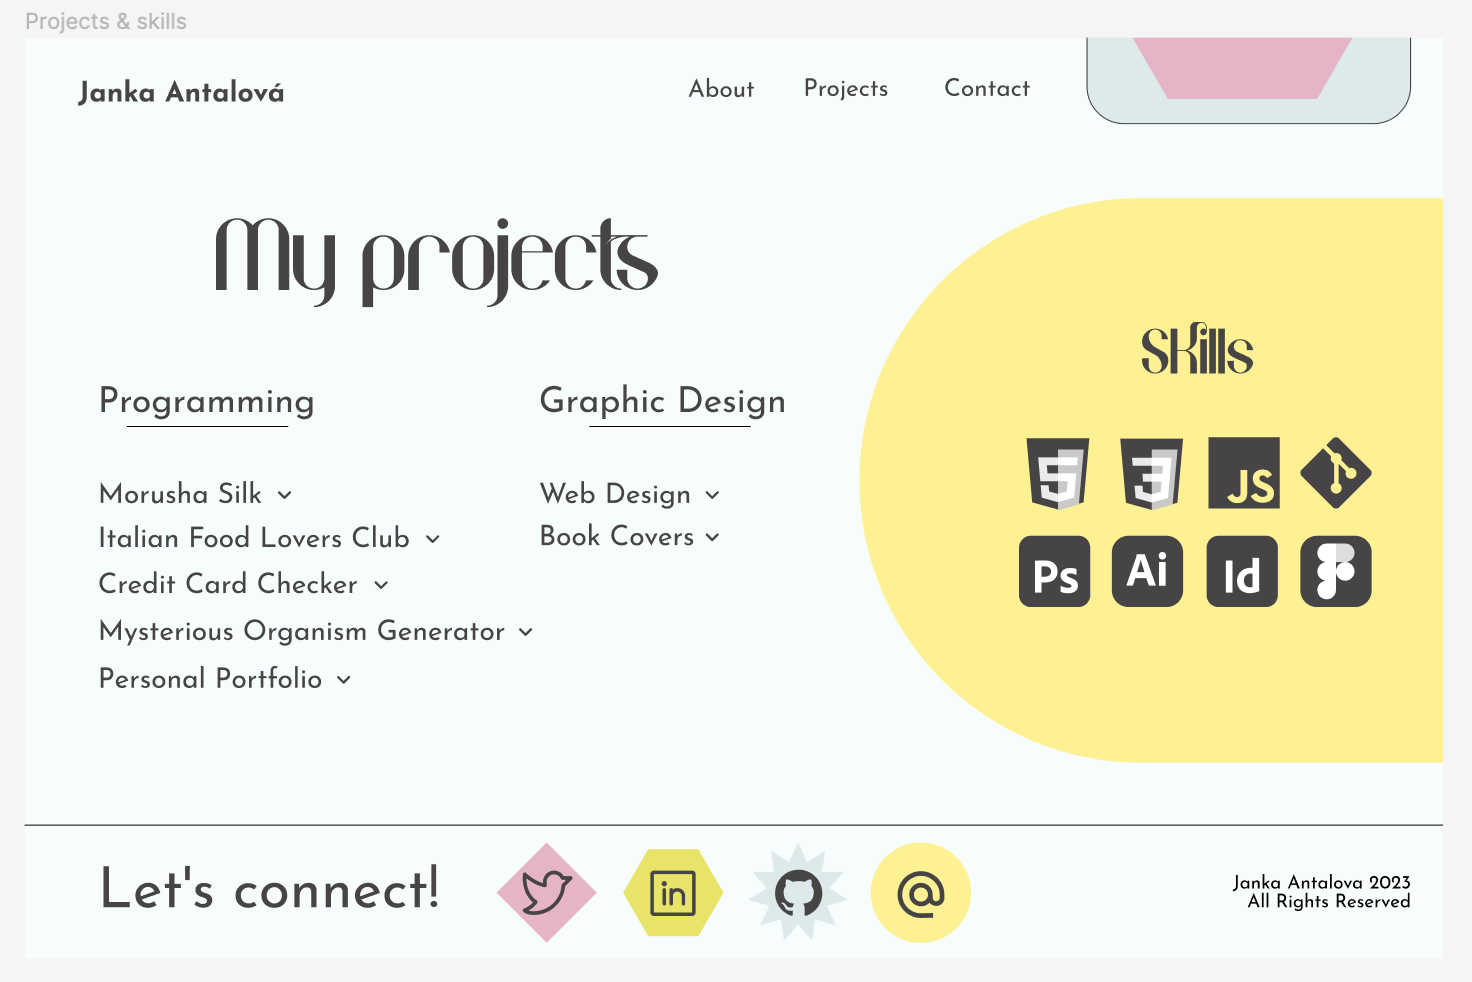 Projects & skills
Janka Antalová
About
Projects
Contact
My projects
Programming
Morusha Silk
Italian Food Lovers Club
Credit Card Checker
Mysterious Organism Generator
Personal Portfolio
Graphic Design
Web Design
Book Covers
Skills
5
3
JS
Ps
Ai
Id
Let's connect!
in
@
Janka Antalova 2023
All Rights Reserved